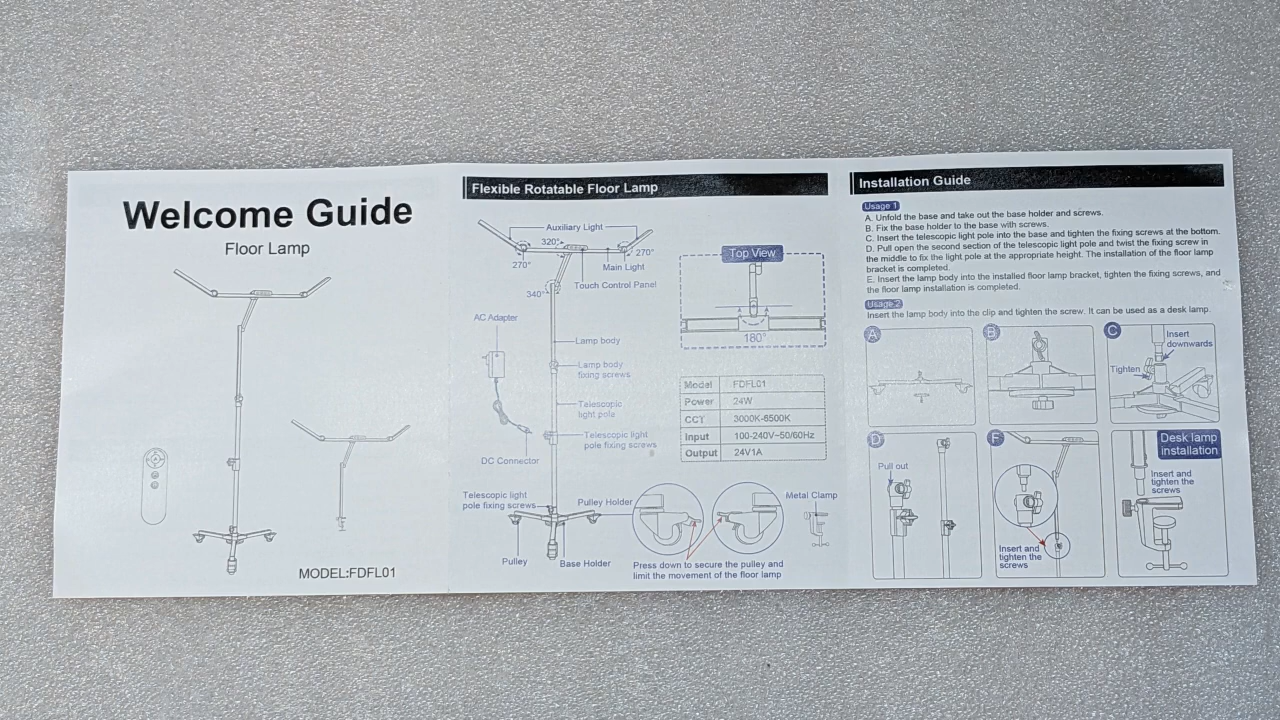 Welcome Guide
Floor Lamp
MODEL:FDFL01
Flexible Rotatable Floor Lamp
Auxiliary Light
320°
270°
270°
Main Light
Touch Control Panel
340°
AC Adapter
Lamp body
Lamp body
fixing screws
Telescopic
light pole
Telescopic light
pole fixing screws
DC Connector
Telescopic light
pole fixing screws
Pulley Holder
Pulley
Base Holder
Top View
180°
Model FDFL01
Power 24W
CCT 3000K-6500K
Input 100-240V~50/60Hz
Output 24V1A
Metal Clamp
Press down to secure the pulley and
limit the movement of the floor lamp
Installation Guide
Usage 1
A. Unfold the base and take out the base holder and screws.
B. Fix the base holder to the base with screws.
C. Insert the telescopic light pole into the base and tighten the fixing screws at the bottom.
D. Pull open the second section of the telescopic light pole and twist the fixing screw in
the middle to fix the light pole at the appropriate height. The installation of the floor lamp
bracket is completed.
E. Insert the lamp body into the installed floor lamp bracket, tighten the fixing screws, and
the floor lamp installation is completed.
Usage 2
Insert the lamp body into the clip and tighten the screw. It can be used as a desk lamp.
A
B
C
Insert
downwards
Tighten
D
Pull out
F
Insert and
tighten the
screws
Desk lamp
installation
Insert and
tighten the
screws